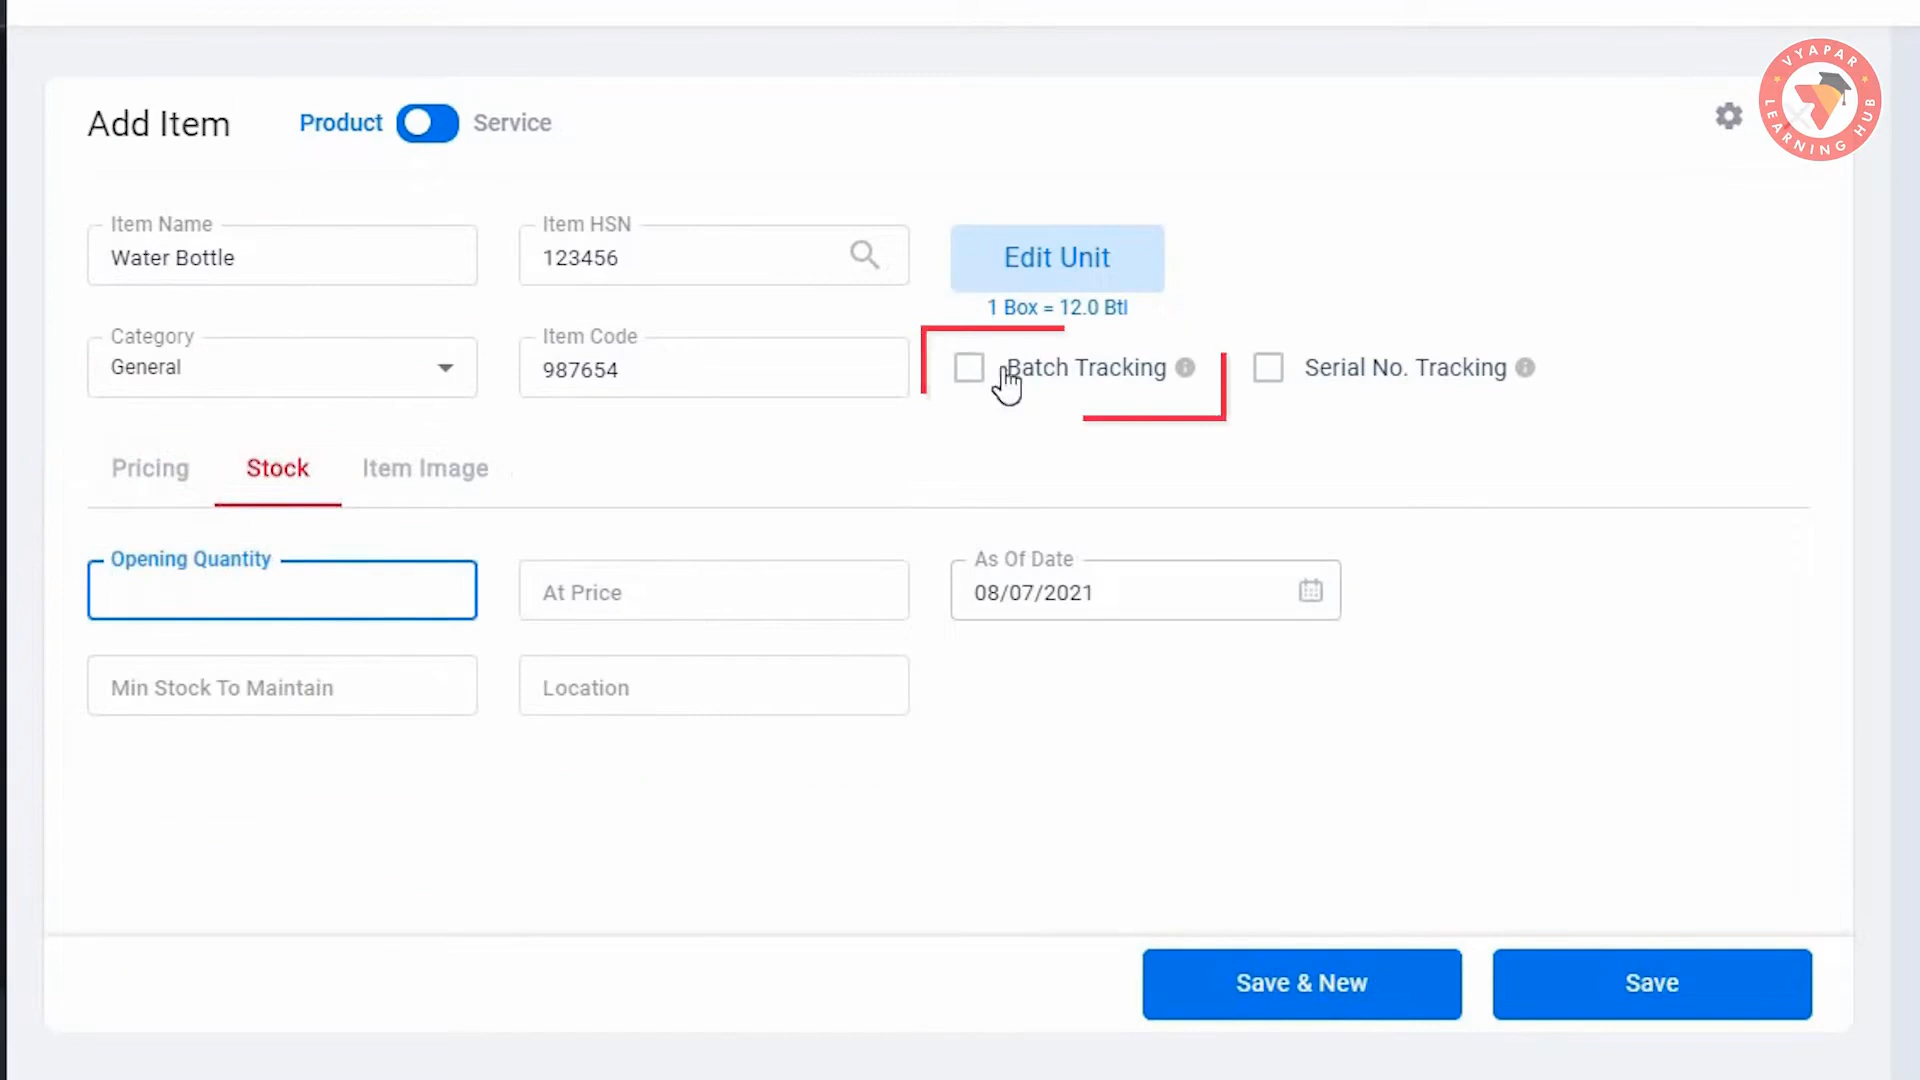 VYAPAR
LEARNING HUB
Add Item Product Service
Item Name
Water Bottle
Item HSN
123456
Edit Unit
1 Box = 12.0 Btl
Category
General
Item Code
987654
Batch Tracking
Serial No. Tracking
Pricing Stock Item Image
Opening Quantity
At Price
As Of Date
08/07/2021
Min Stock To Maintain
Location
Save & New
Save